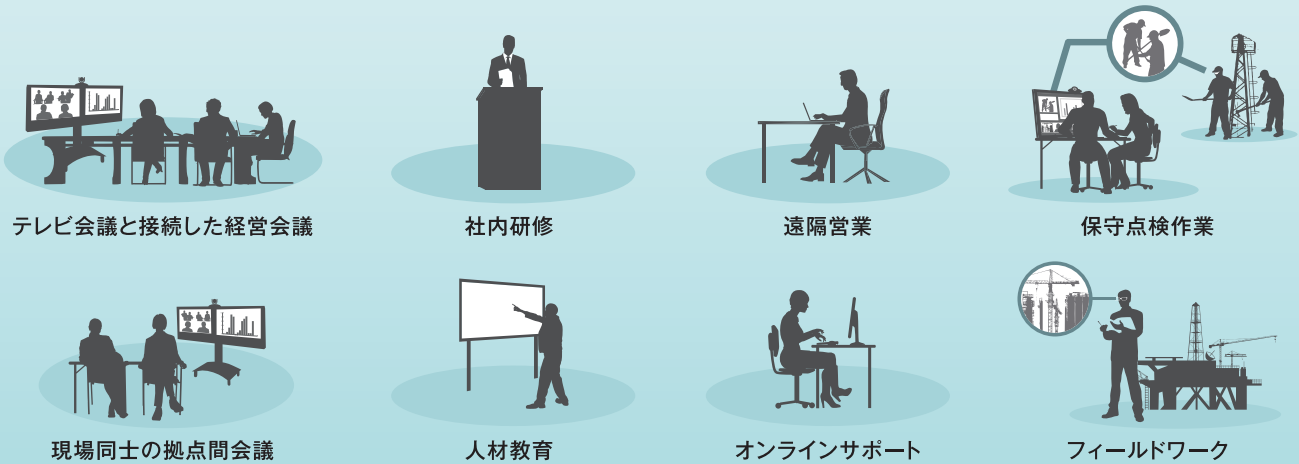 テレビ会議と接続した経営会議
社内研修
遠隔営業
保守点検作業
現場同士の拠点間会議
人材教育
オンラインサポート
フィールドワーク